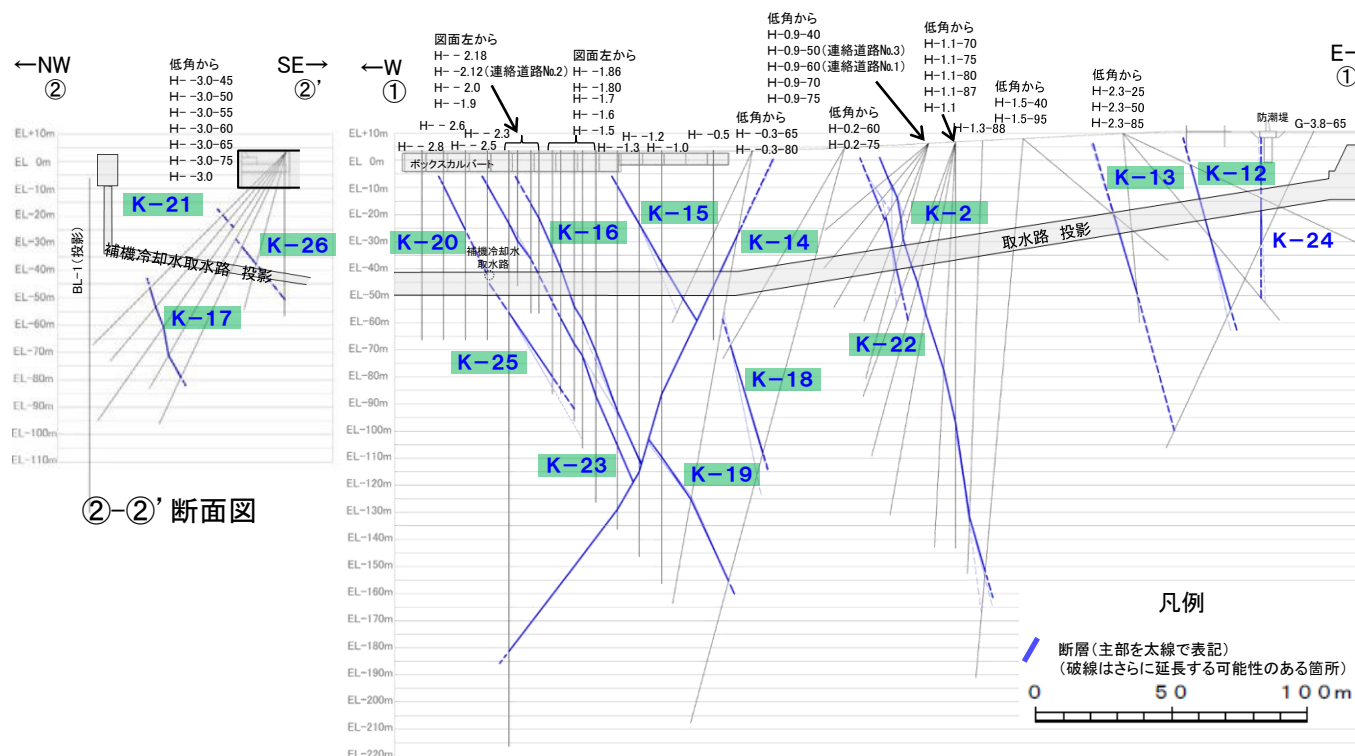 ←NW
②
低角から
H-－3.0-45
H-－3.0-50
H-－3.0-55
H-－3.0-60
H-－3.0-65
H-－3.0-75
H-－3.0
SE→
②'
EL+10m
EL 0m
EL-10m
EL-20m
EL-30m
EL-40m
EL-50m
EL-60m
EL-70m
EL-80m
EL-90m
EL-100m
EL-110m
K-21
K-26
K-17
補機冷却水取水路 投影
BL-1(投影)
②-②'断面図
←W
①
図面左から
H-－2.18
H-－2.12(連絡道路№2)
H-－2.0
H-－1.9
図面左から
H-－1.86
H-－1.80
H-－1.7
H-－1.6
H-－1.5
H-－2.6
H-－2.3
H-－2.8
H-－2.5
H-－1.3
H-－1.2
H-－1.0
H-－0.5
低角から
H-－0.3-65
H-－0.3-80
低角から
H-0.2-60
H-0.2-75
低角から
H-0.9-40
H-0.9-50(連絡道路№3)
H-0.9-60(連絡道路№1)
H-0.9-70
H-0.9-75
低角から
H-1.1-70
H-1.1-75
H-1.1-80
H-1.1-87
H-1.1
H-1.3-88
低角から
H-1.5-40
H-1.5-95
低角から
H-2.3-25
H-2.3-50
H-2.3-85
防潮堤
G-3.8-65
E→
①
EL+10m
EL 0m
EL-10m
EL-20m
EL-30m
EL-40m
EL-50m
EL-60m
EL-70m
EL-80m
EL-90m
EL-100m
EL-110m
EL-120m
EL-130m
EL-140m
EL-150m
EL-160m
EL-170m
EL-180m
EL-190m
EL-200m
EL-210m
EL-220m
ボックスカルバート
K-20
補機冷却水
取水路
K-16
K-15
K-14
K-2
K-13
K-12
K-24
取水路 投影
K-25
K-18
K-22
K-23
K-19
凡例
断層(主部を太線で表記)
(破線はさらに延長する可能性のある箇所)
0 50 100m